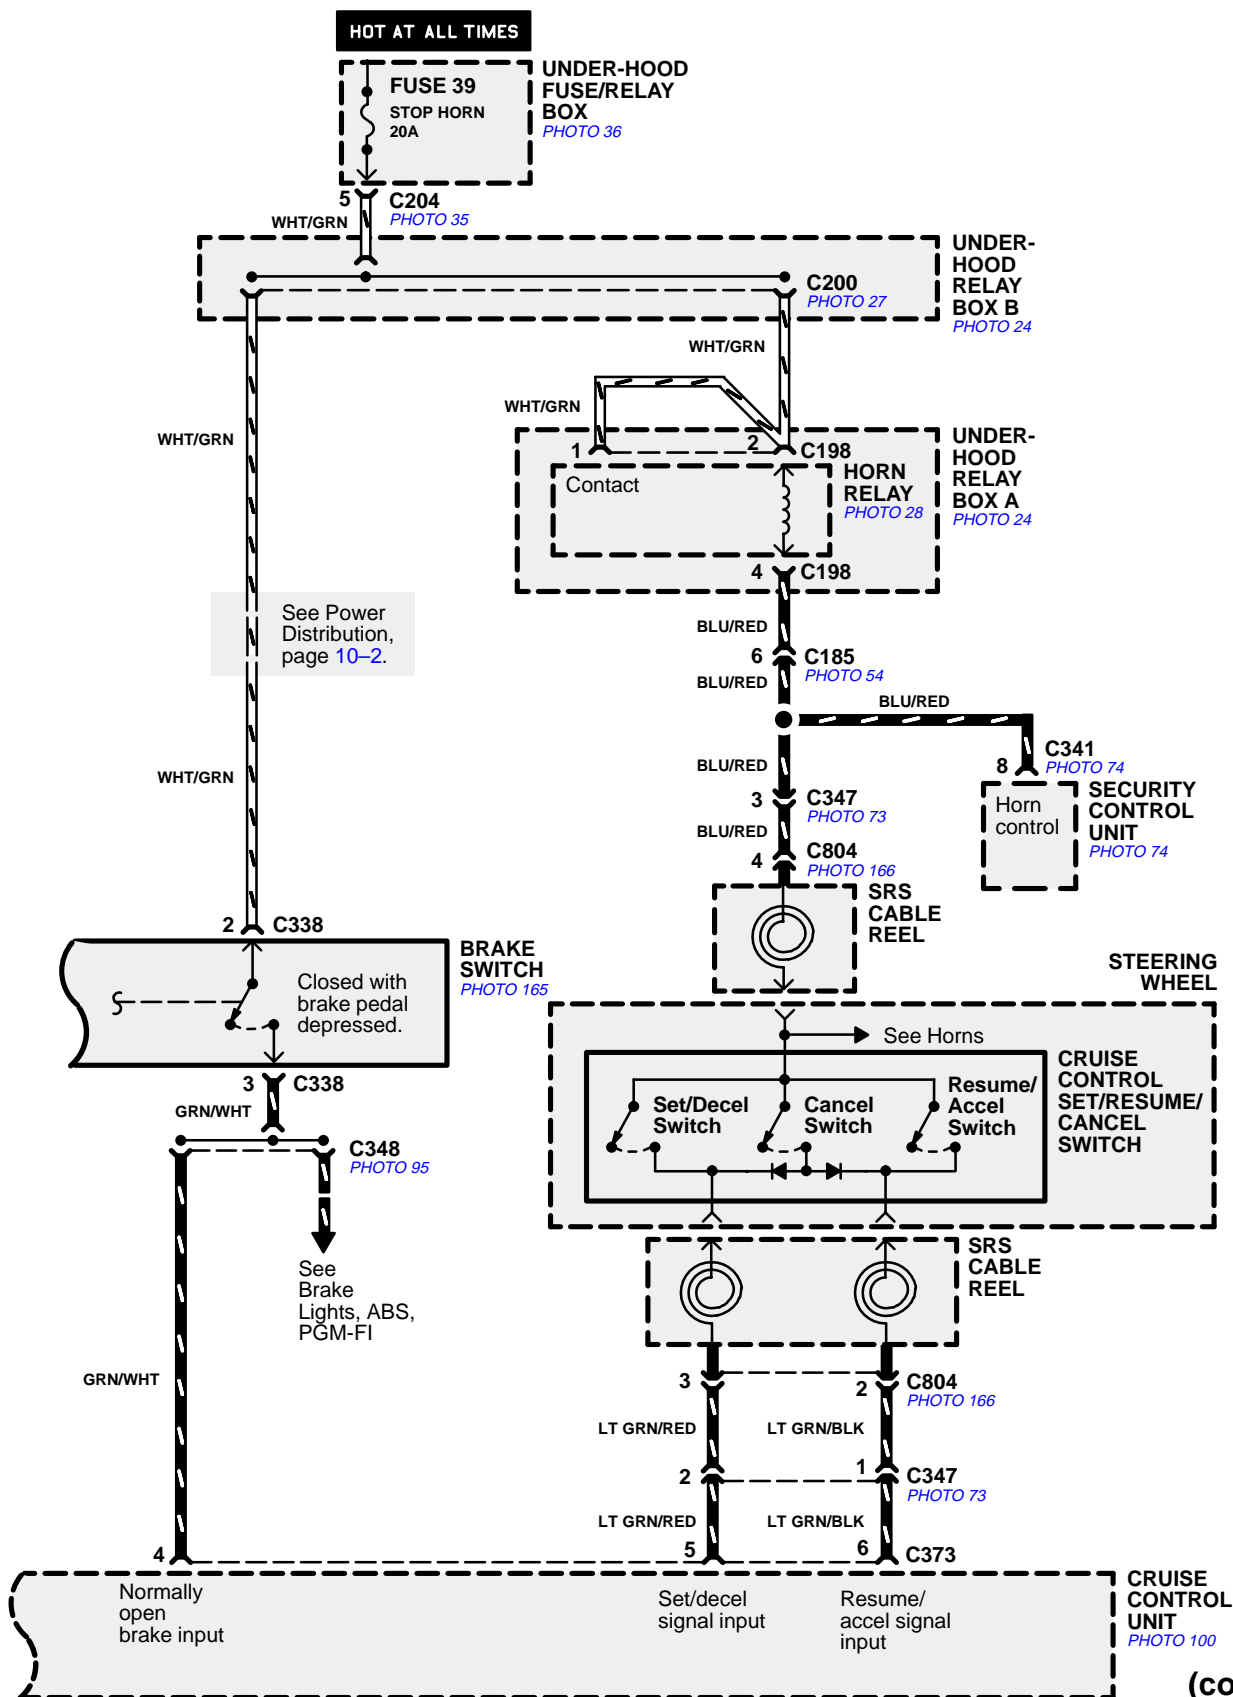 HOT AT ALL TIMES
FUSE 39
STOP HORN
20A
UNDER-HOOD
FUSE/RELAY
BOX
PHOTO 36
5
C204
PHOTO 35
WHT/GRN
UNDER-
HOOD
RELAY
BOX B
PHOTO 24
C200
PHOTO 27
WHT/GRN
WHT/GRN
WHT/GRN
1
2
C198
UNDER-
HOOD
RELAY
BOX A
PHOTO 24
Contact
HORN
RELAY
PHOTO 28
4
C198
See Power
Distribution,
page 10–2.
BLU/RED
6
C185
PHOTO 54
BLU/RED
BLU/RED
WHT/GRN
BLU/RED
8
C341
PHOTO 74
3
C347
PHOTO 73
BLU/RED
Horn
control
SECURITY
CONTROL
UNIT
PHOTO 74
4
C804
PHOTO 166
SRS
CABLE
REEL
2
C338
BRAKE
SWITCH
PHOTO 165
Closed with
brake pedal
depressed.
STEERING
WHEEL
See Horns
3
C338
GRN/WHT
CRUISE
CONTROL
SET/RESUME/
CANCEL
SWITCH
Set/Decel
Switch
Cancel
Switch
Resume/
Accel
Switch
C348
PHOTO 95
See
Brake
Lights, ABS,
PGM-FI
SRS
CABLE
REEL
GRN/WHT
3
2
C804
PHOTO 166
LT GRN/RED
LT GRN/BLK
2
1
C347
PHOTO 73
LT GRN/RED
LT GRN/BLK
4
5
6
C373
Normally
open
brake input
Set/decel
signal input
Resume/
accel signal
input
CRUISE
CONTROL
UNIT
PHOTO 100
(co